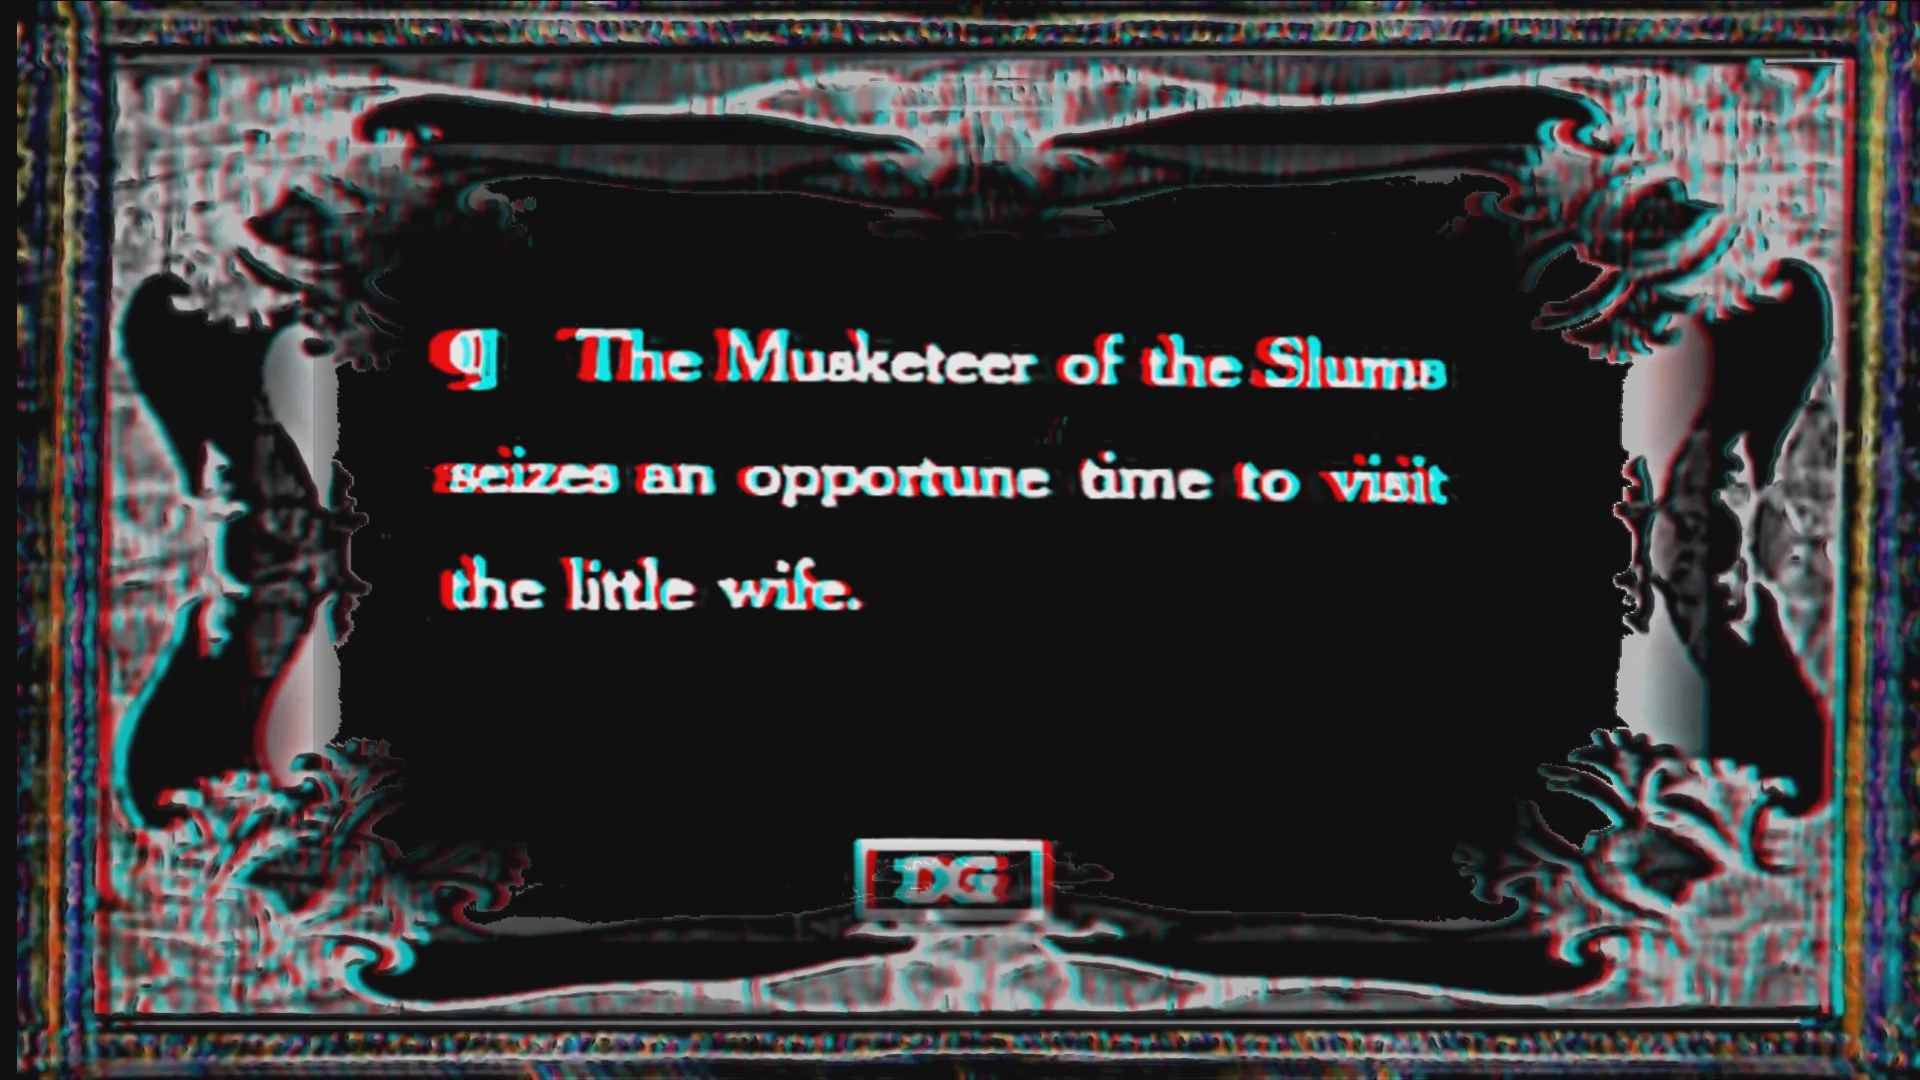 ¶ The Musketeer of the Slums
seizes an opportune time to visit
the little wife.
DG